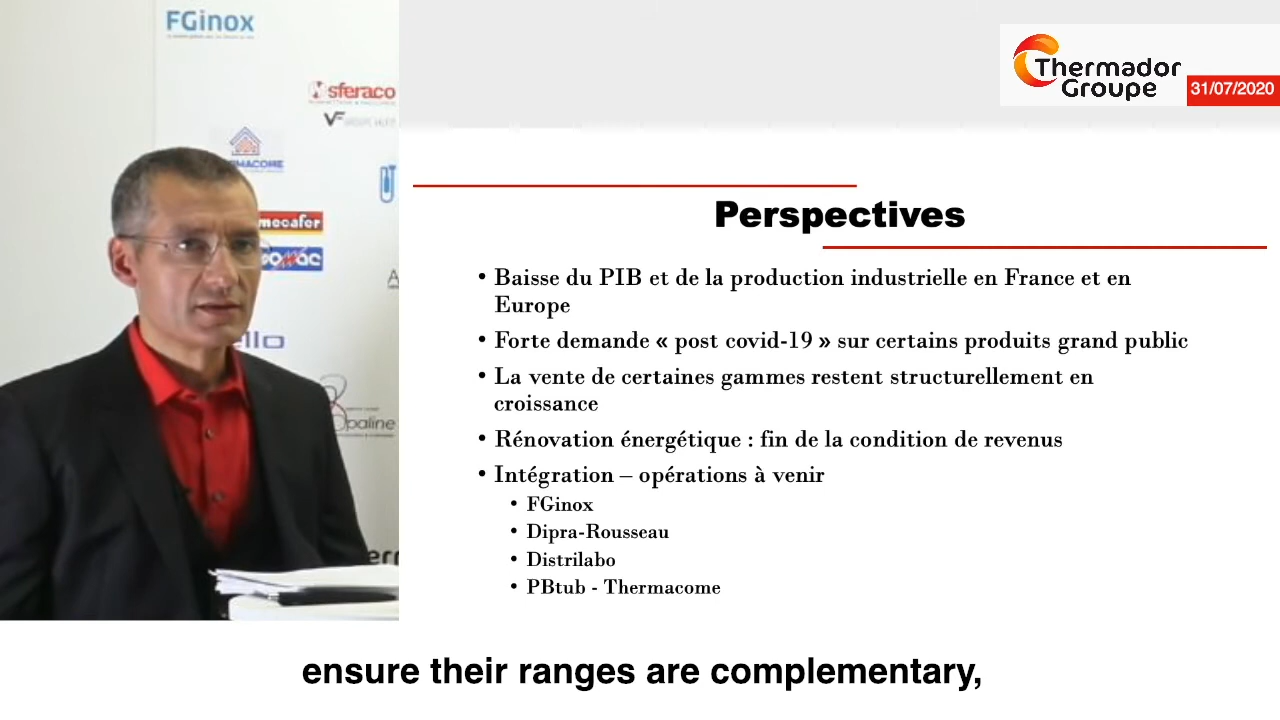 FGinox
sferaco
mecafer
Thermador
Groupe
31/07/2020
Perspectives
• Baisse du PIB et de la production industrielle en France et en
Europe
• Forte demande « post covid-19 » sur certains produits grand public
• La vente de certaines gammes restent structurellement en
croissance
• Rénovation énergétique : fin de la condition de revenus
• Intégration – opérations à venir
• FGinox
• Dipra-Rousseau
• Distrilabo
• PBtub - Thermacome
ensure their ranges are complementary,